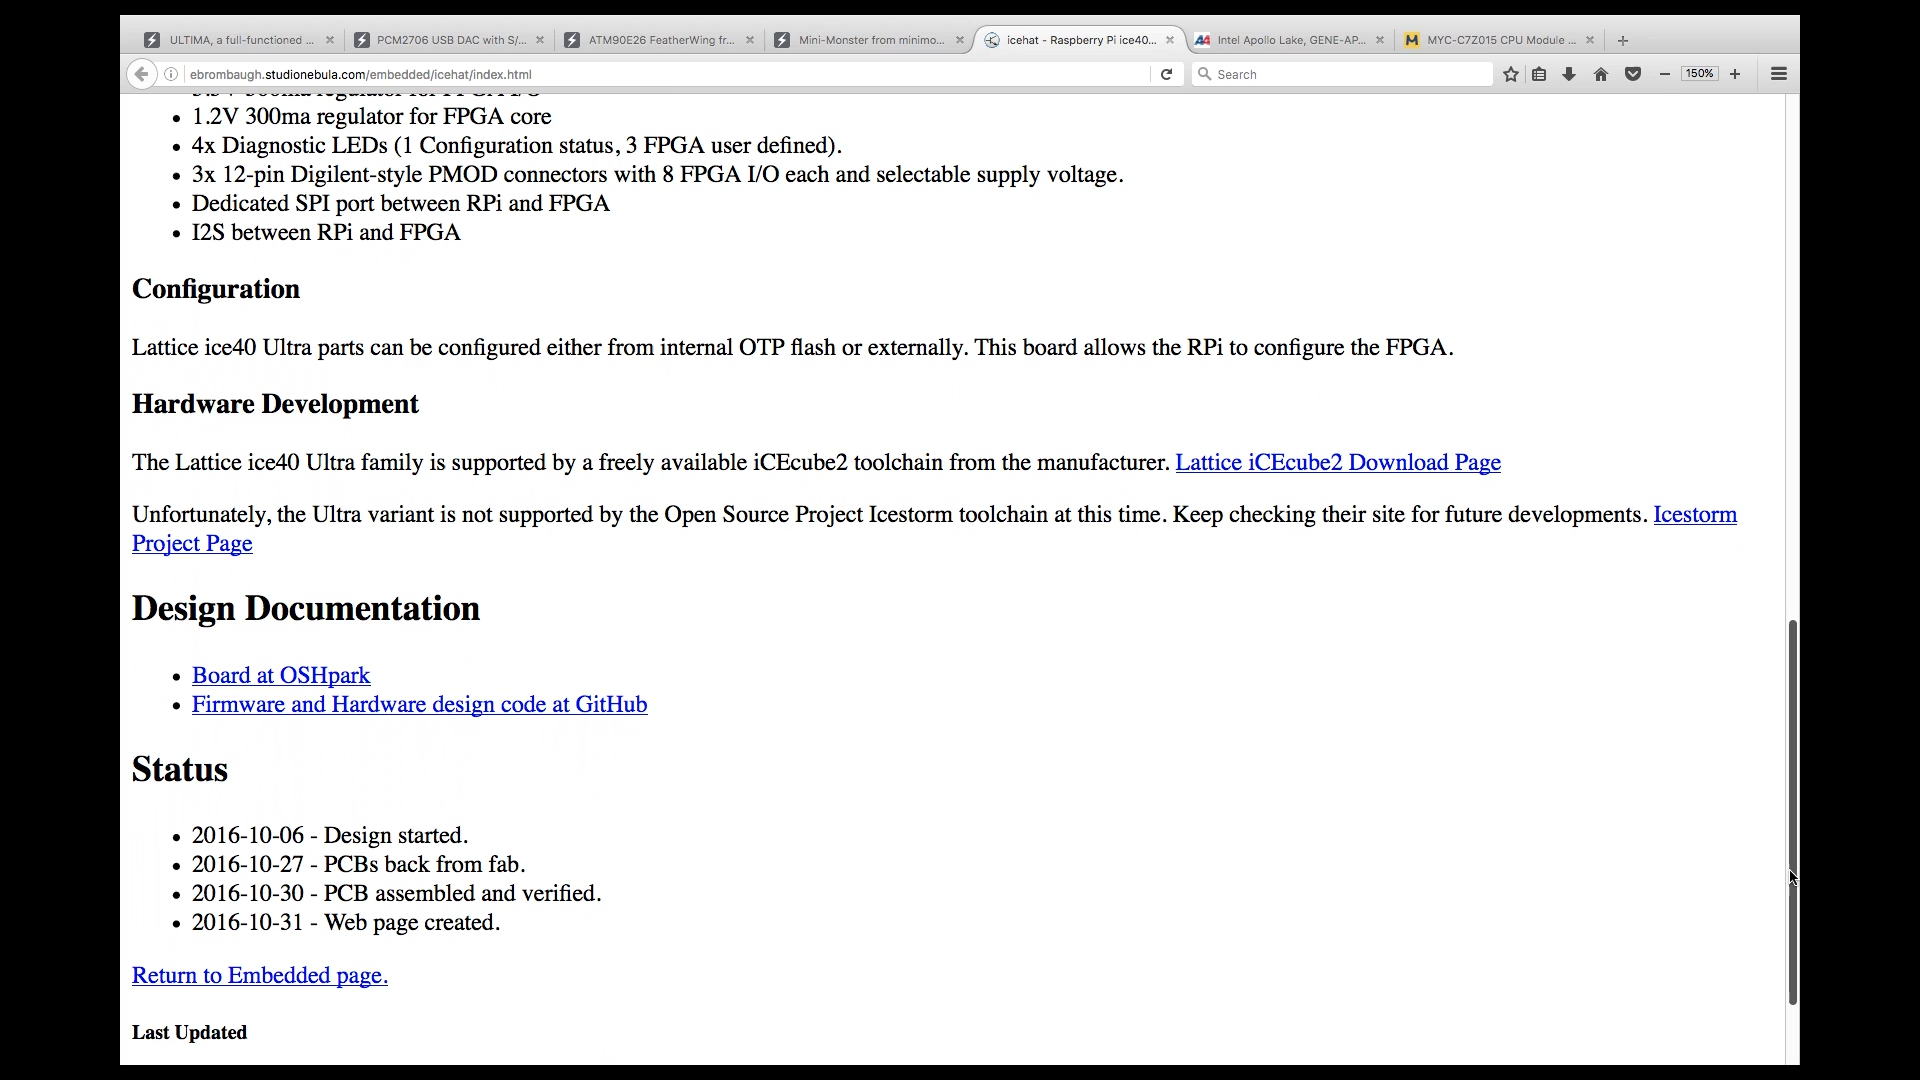 ULTIMA, a full-functioned ...
PCM2706 USB DAC with S/...
ATM90E26 FeatherWing fr...
Mini-Monster from minimo...
icehat - Raspberry Pi ice40...
Intel Apollo Lake, GENE-AP...
MYC-C7Z015 CPU Module ...
ebrombaugh.studionebula.com/embedded/icehat/index.html
Search
150%
• 1.2V 300ma regulator for FPGA core
• 4x Diagnostic LEDs (1 Configuration status, 3 FPGA user defined).
• 3x 12-pin Digilent-style PMOD connectors with 8 FPGA I/O each and selectable supply voltage.
• Dedicated SPI port between RPi and FPGA
• I2S between RPi and FPGA
Configuration
Lattice ice40 Ultra parts can be configured either from internal OTP flash or externally. This board allows the RPi to configure the FPGA.
Hardware Development
The Lattice ice40 Ultra family is supported by a freely available iCEcube2 toolchain from the manufacturer. Lattice iCEcube2 Download Page
Unfortunately, the Ultra variant is not supported by the Open Source Project Icestorm toolchain at this time. Keep checking their site for future developments. Icestorm
Project Page
Design Documentation
• Board at OSHpark
• Firmware and Hardware design code at GitHub
Status
• 2016-10-06 - Design started.
• 2016-10-27 - PCBs back from fab.
• 2016-10-30 - PCB assembled and verified.
• 2016-10-31 - Web page created.
Return to Embedded page.
Last Updated